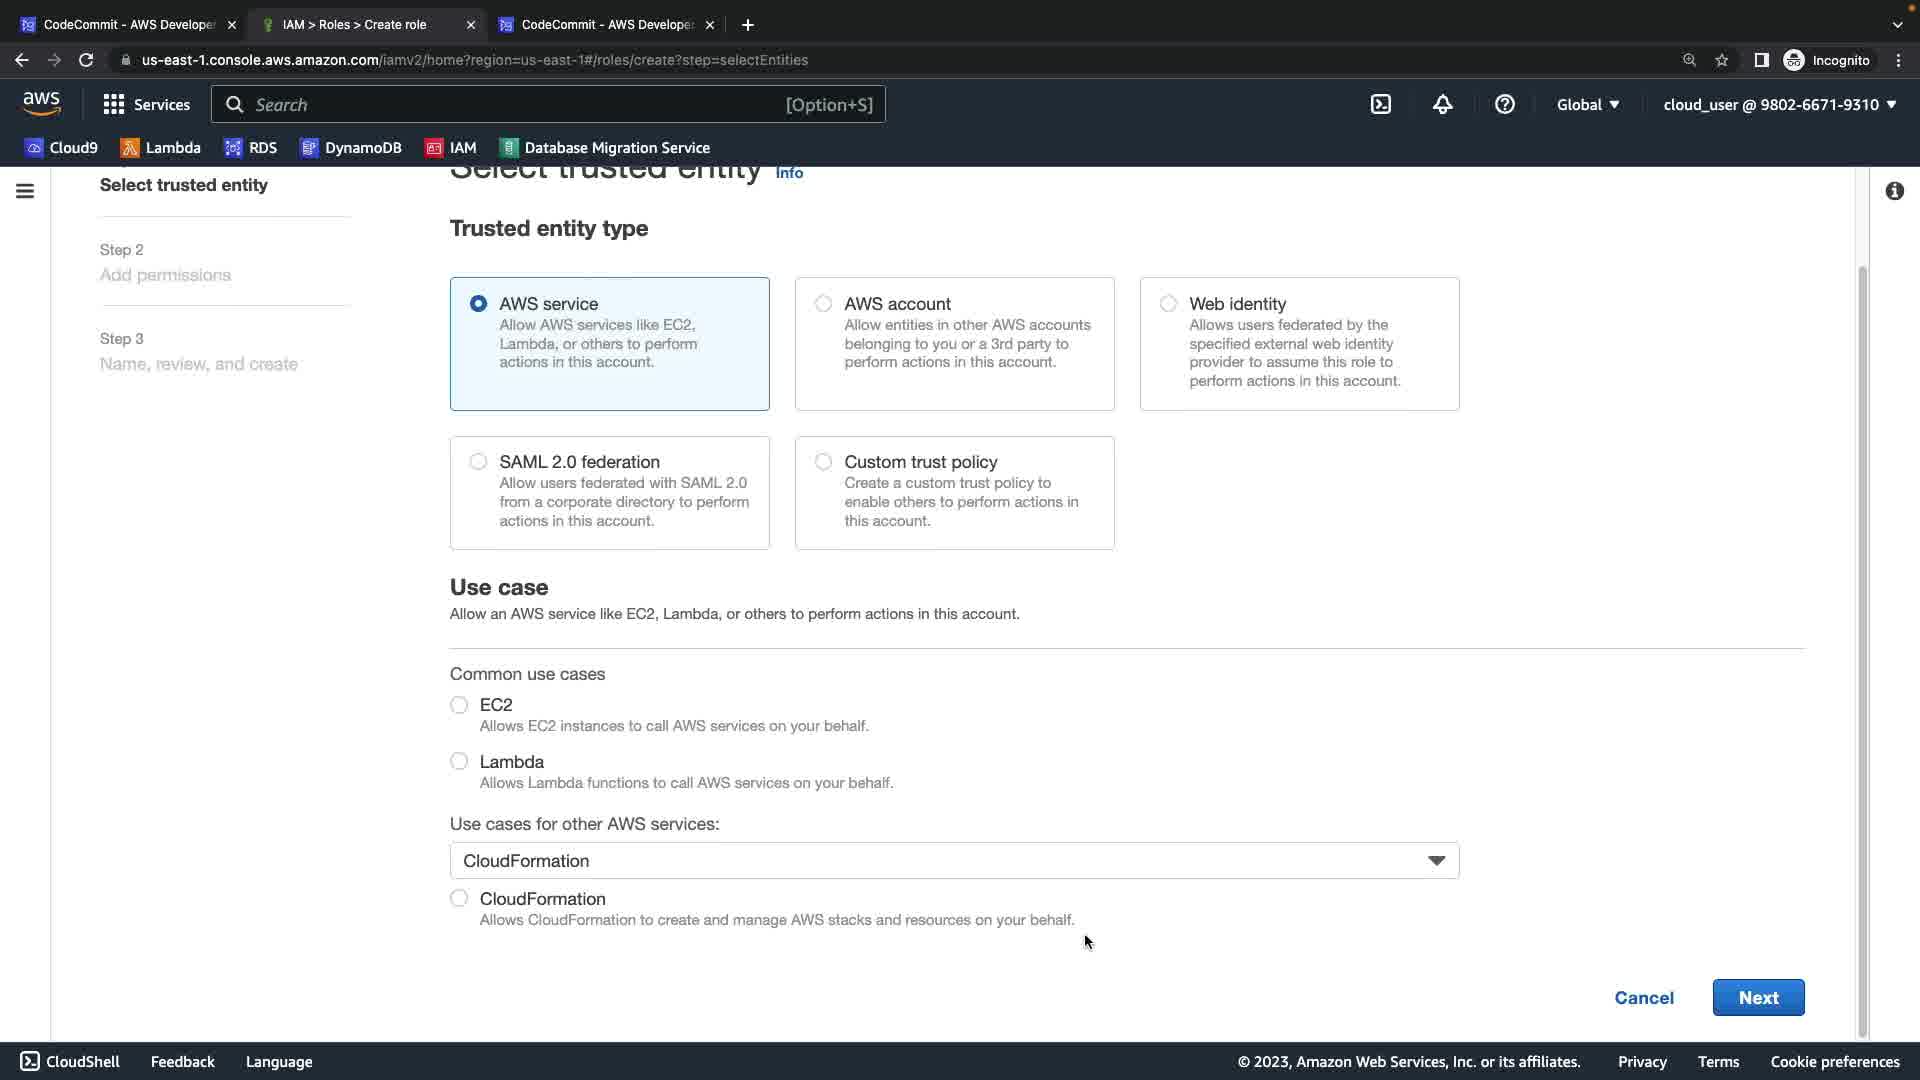 CodeCommit - AWS Developer
IAM > Roles > Create role
CodeCommit - AWS Developer
us-east-1.console.aws.amazon.com/iamv2/home?region=us-east-1#/roles/create?step=selectEntities
Incognito
aws
Services
Search
[Option+S]
Global
cloud_user @ 9802-6671-9310
Cloud9
Lambda
RDS
DynamoDB
IAM
Database Migration Service
Select trusted entity
Step 2
Add permissions
Step 3
Name, review, and create
Select trusted entity Info
Trusted entity type
AWS service
Allow AWS services like EC2,
Lambda, or others to perform
actions in this account.
AWS account
Allow entities in other AWS accounts
belonging to you or a 3rd party to
perform actions in this account.
Web identity
Allows users federated by the
specified external web identity
provider to assume this role to
perform actions in this account.
SAML 2.0 federation
Allow users federated with SAML 2.0
from a corporate directory to perform
actions in this account.
Custom trust policy
Create a custom trust policy to
enable others to perform actions in
this account.
Use case
Allow an AWS service like EC2, Lambda, or others to perform actions in this account.
Common use cases
EC2
Allows EC2 instances to call AWS services on your behalf.
Lambda
Allows Lambda functions to call AWS services on your behalf.
Use cases for other AWS services:
CloudFormation
CloudFormation
Allows CloudFormation to create and manage AWS stacks and resources on your behalf.
Cancel
Next
CloudShell
Feedback
Language
© 2023, Amazon Web Services, Inc. or its affiliates.
Privacy
Terms
Cookie preferences